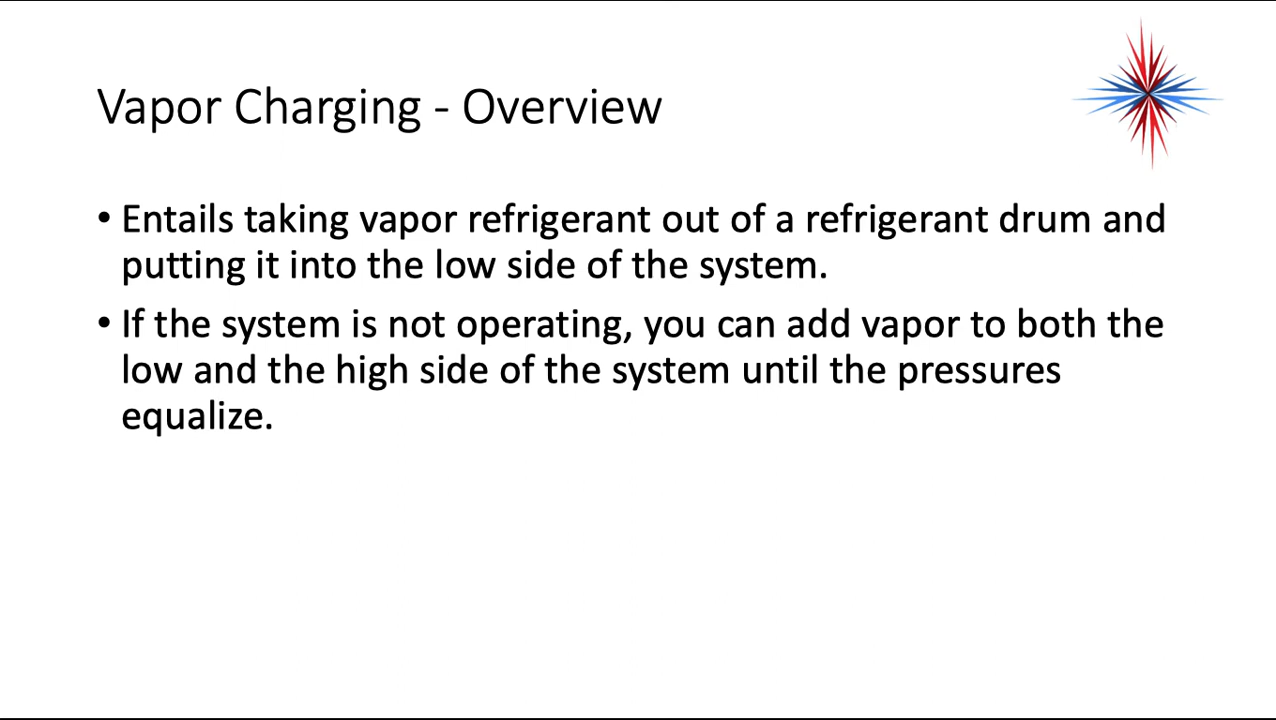 Vapor Charging - Overview
• Entails taking vapor refrigerant out of a refrigerant drum and
putting it into the low side of the system.
• If the system is not operating, you can add vapor to both the
low and the high side of the system until the pressures
equalize.